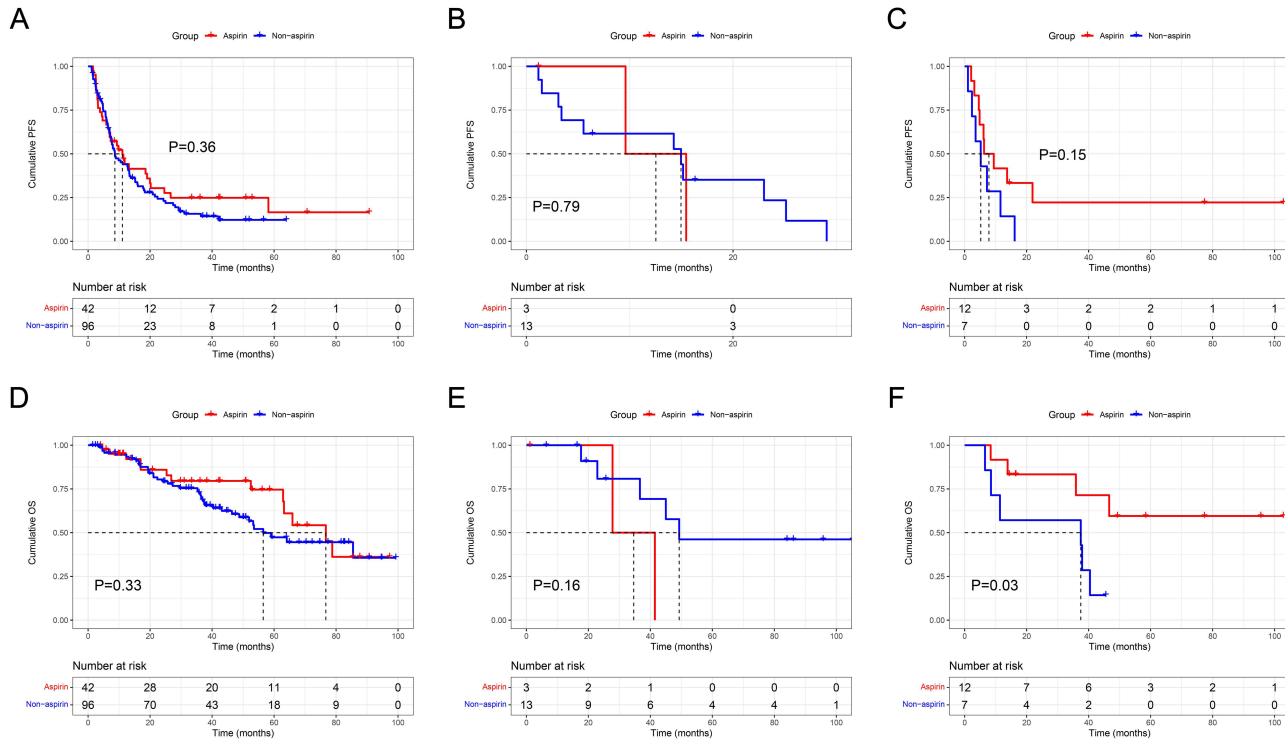 A
Group Aspirin Non-aspirin
Cumulative PFS
1.00
0.75
0.50
0.25
0.00
P=0.36
0 20 40 60 80 100
Time (months)
Number at risk
Aspirin 42 12 7 2 1 0
Non-aspirin 96 23 8 1 0 0
0 20 40 60 80 100
Time (months)
B
Group Aspirin Non-aspirin
Cumulative PFS
1.00
0.75
0.50
0.25
0.00
P=0.79
0 20
Time (months)
Number at risk
Aspirin 3 0
Non-aspirin 13 3
0 20
Time (months)
C
Group Aspirin Non-aspirin
Cumulative PFS
1.00
0.75
0.50
0.25
0.00
P=0.15
0 20 40 60 80 100
Time (months)
Number at risk
Aspirin 12 3 2 2 1 1
Non-aspirin 7 0 0 0 0 0
0 20 40 60 80 100
Time (months)
D
Group Aspirin Non-aspirin
Cumulative OS
1.00
0.75
0.50
0.25
0.00
P=0.33
0 20 40 60 80 100
Time (months)
Number at risk
Aspirin 42 28 20 11 4 0
Non-aspirin 96 70 43 18 9 0
0 20 40 60 80 100
Time (months)
E
Group Aspirin Non-aspirin
Cumulative OS
1.00
0.75
0.50
0.25
0.00
P=0.16
0 20 40 60 80 100
Time (months)
Number at risk
Aspirin 3 2 1 0 0 0
Non-aspirin 13 9 6 4 4 1
0 20 40 60 80 100
Time (months)
F
Group Aspirin Non-aspirin
Cumulative OS
1.00
0.75
0.50
0.25
0.00
P=0.03
0 20 40 60 80 100
Time (months)
Number at risk
Aspirin 12 7 6 3 2 1
Non-aspirin 7 4 2 0 0 0
0 20 40 60 80 100
Time (months)